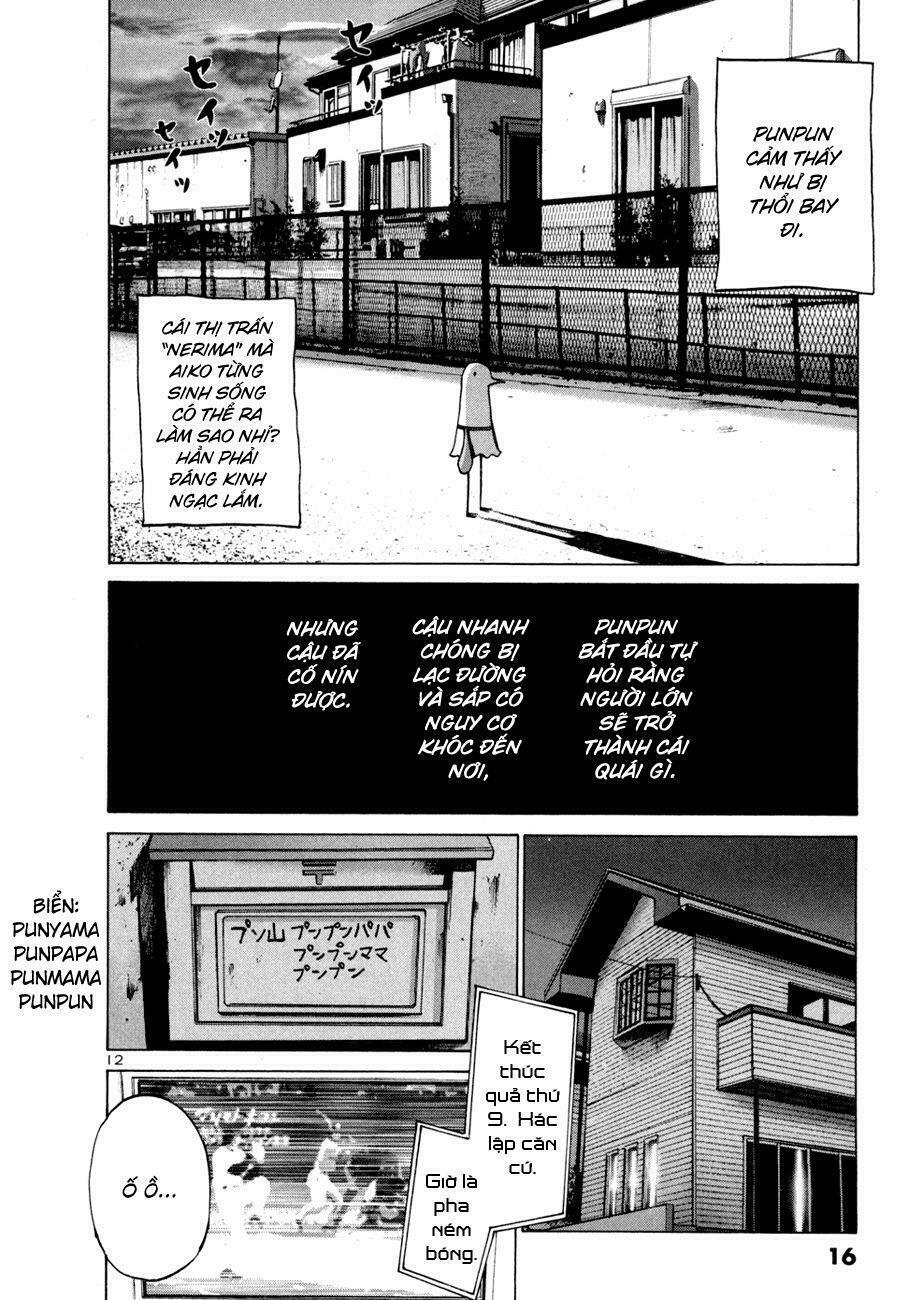 PUNPUN
CẢM THẤY
NHƯ BỊ
THỔI BAY
ĐI.
セイッ
セイッ
セイッ
CÁI THỊ TRẤN
“NERIMA” MÀ
AIKO TỪNG
SINH SỐNG
CÓ THỂ RA
LÀM SAO NHỈ?
HẲN PHẢI
ĐÁNG KINH
NGẠC LẮM.
PUNPUN
BẮT ĐẦU TỰ
HỎI RẰNG
NGƯỜI LỚN
SẼ TRỞ
THÀNH CÁI
QUÁI GÌ.
CẬU NHANH
CHÓNG BỊ
LẠC ĐƯỜNG
VÀ SẮP CÓ
NGUY CƠ
KHÓC ĐẾN
NƠI,
NHƯNG
CẬU ĐÃ
CỐ NÍN
ĐƯỢC.
BIỂN:
PUNYAMA
PUNPAPA
PUNMAMA
PUNPUN
〒
プン山 プンプンパパ
プンプンママ
プンプン
12
Kết
thúc
quả thứ
9. Hác
lập căn
cứ.
Giờ là
pha
ném
bóng.
Ố Ồ...
16